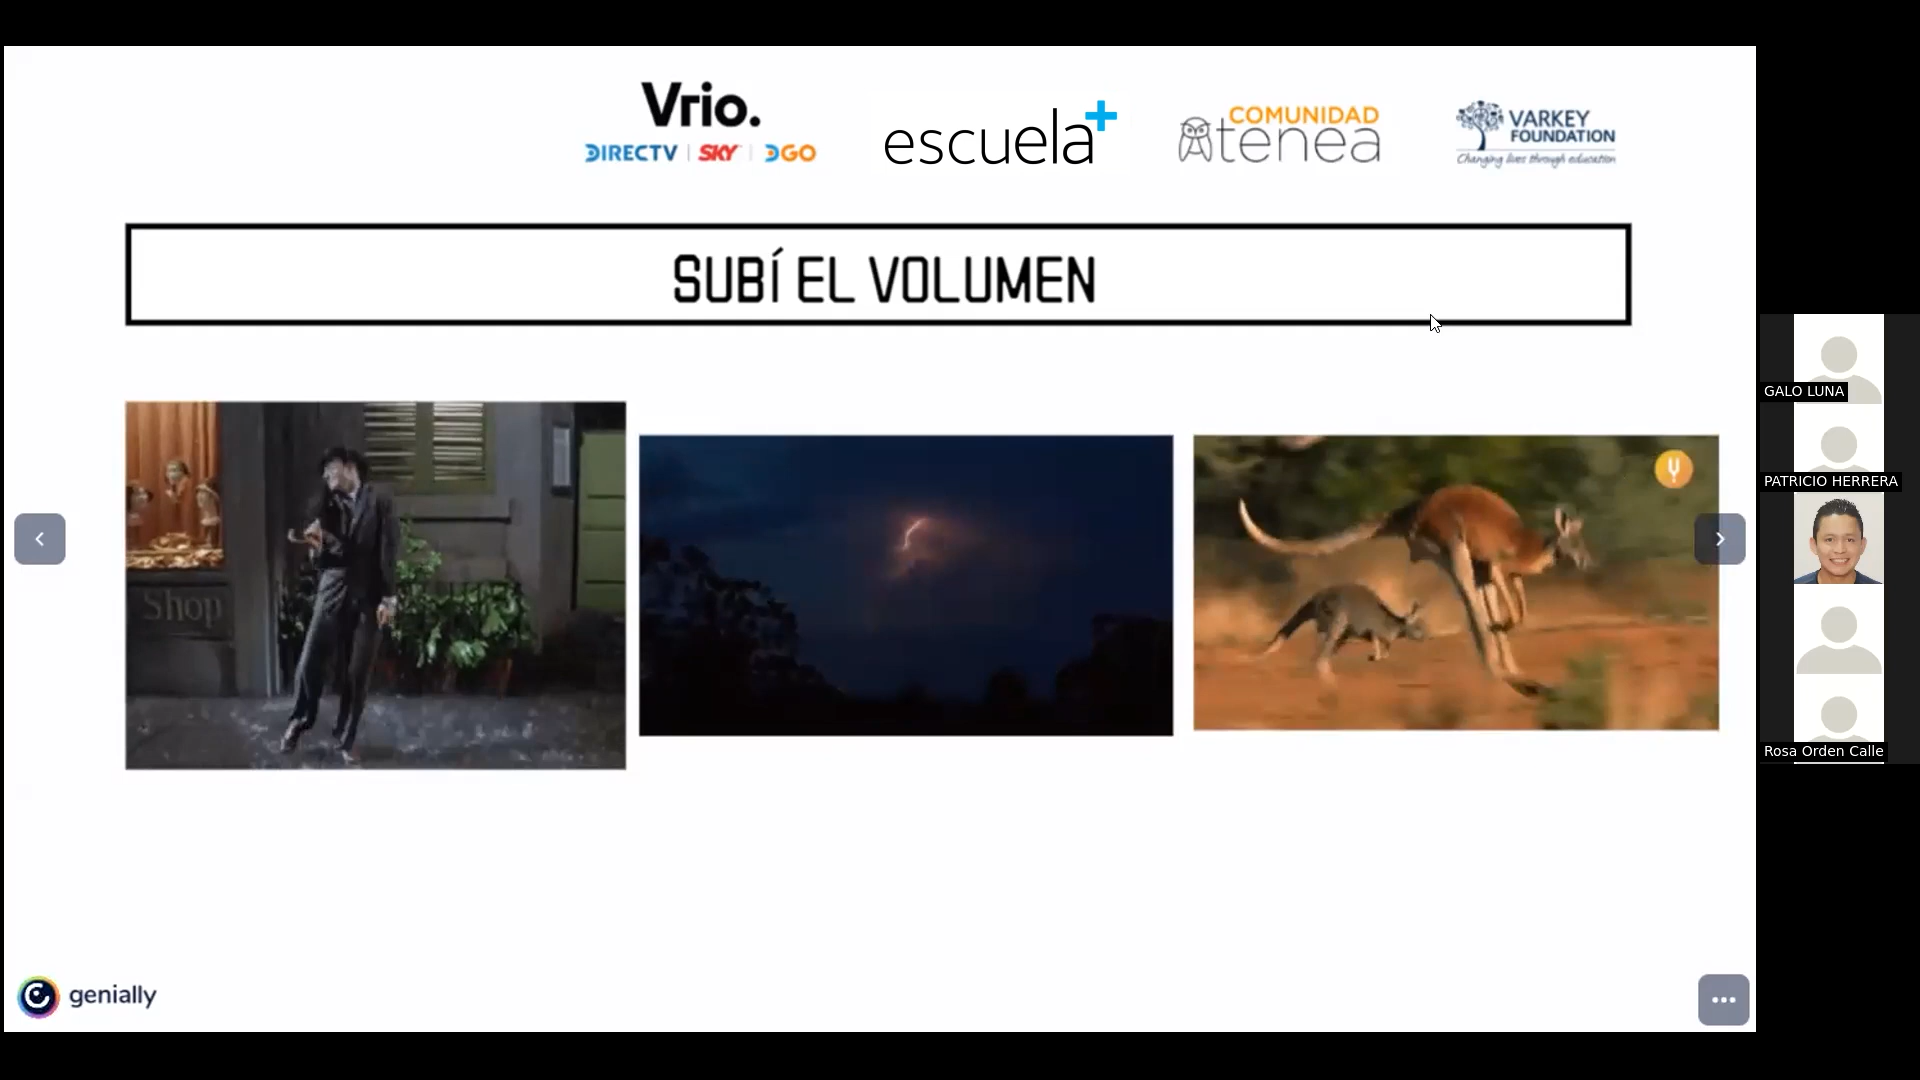 Vrio.
DIRECTV | SKY | DGO
escuela+
COMUNIDAD
atenea
VARKEY
FOUNDATION
Changing lives through education
SUBÍ EL VOLUMEN
Shop
GALO LUNA
PATRICIO HERRERA
Rosa Orden Calle
genially